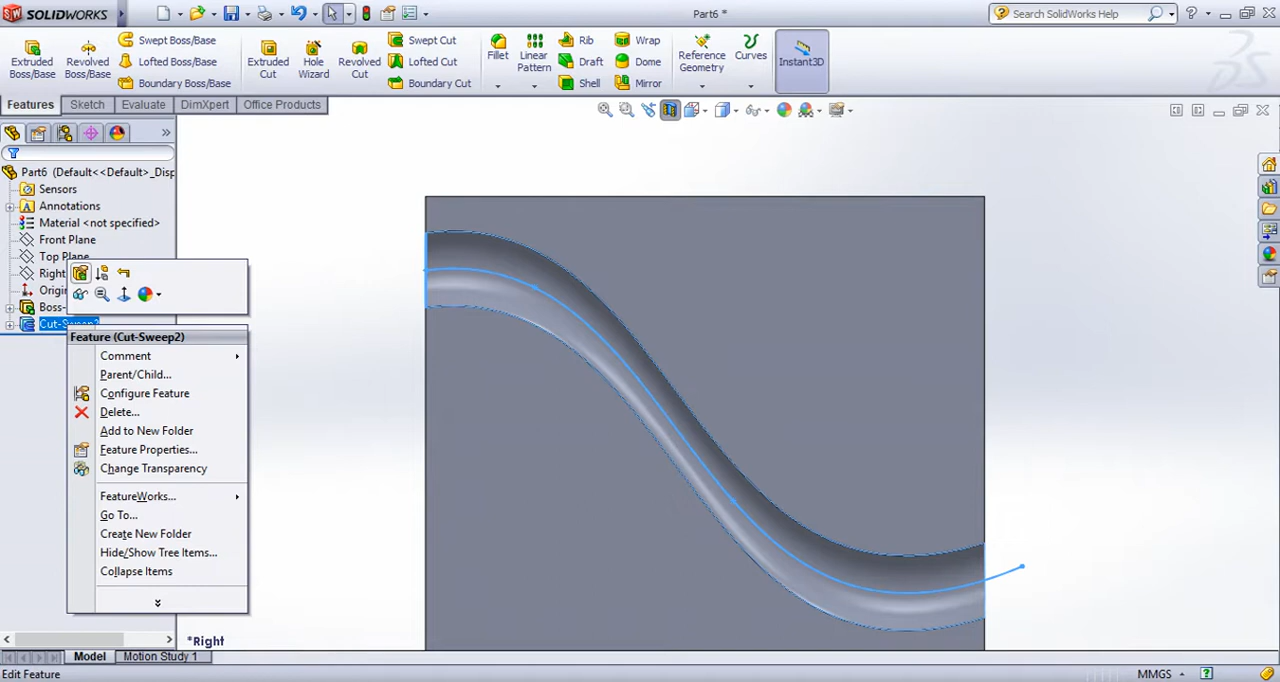 SOLIDWORKS
Part6 *
Search SolidWorks Help
Extruded Boss/Base
Revolved Boss/Base
Swept Boss/Base
Lofted Boss/Base
Boundary Boss/Base
Extruded Cut
Hole Wizard
Revolved Cut
Swept Cut
Lofted Cut
Boundary Cut
Fillet
Linear Pattern
Rib
Draft
Shell
Wrap
Dome
Mirror
Reference Geometry
Curves
Instant3D
Features
Sketch
Evaluate
DimXpert
Office Products
Part6 (Default<<Default>_Disp
Sensors
Annotations
Material <not specified>
Front Plane
Top Plane
Right
Origi
Boss-
Cut-Sweep2
Feature (Cut-Sweep2)
Comment
Parent/Child...
Configure Feature
Delete...
Add to New Folder
Feature Properties...
Change Transparency
FeatureWorks...
Go To...
Create New Folder
Hide/Show Tree Items...
Collapse Items
*Right
Model
Motion Study 1
Edit Feature
MMGS